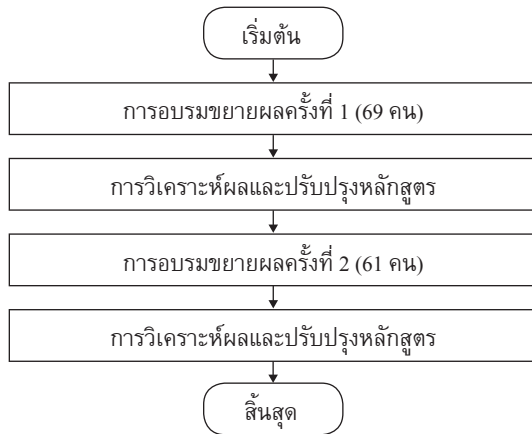 เริ่มต้น
การอบรมขยายผลครั้งที่ 1 (69 คน)
การวิเคราะห์ผลและปรับปรุงหลักสูตร
การอบรมขยายผลครั้งที่ 2 (61 คน)
การวิเคราะห์ผลและปรับปรุงหลักสูตร
สิ้นสุด